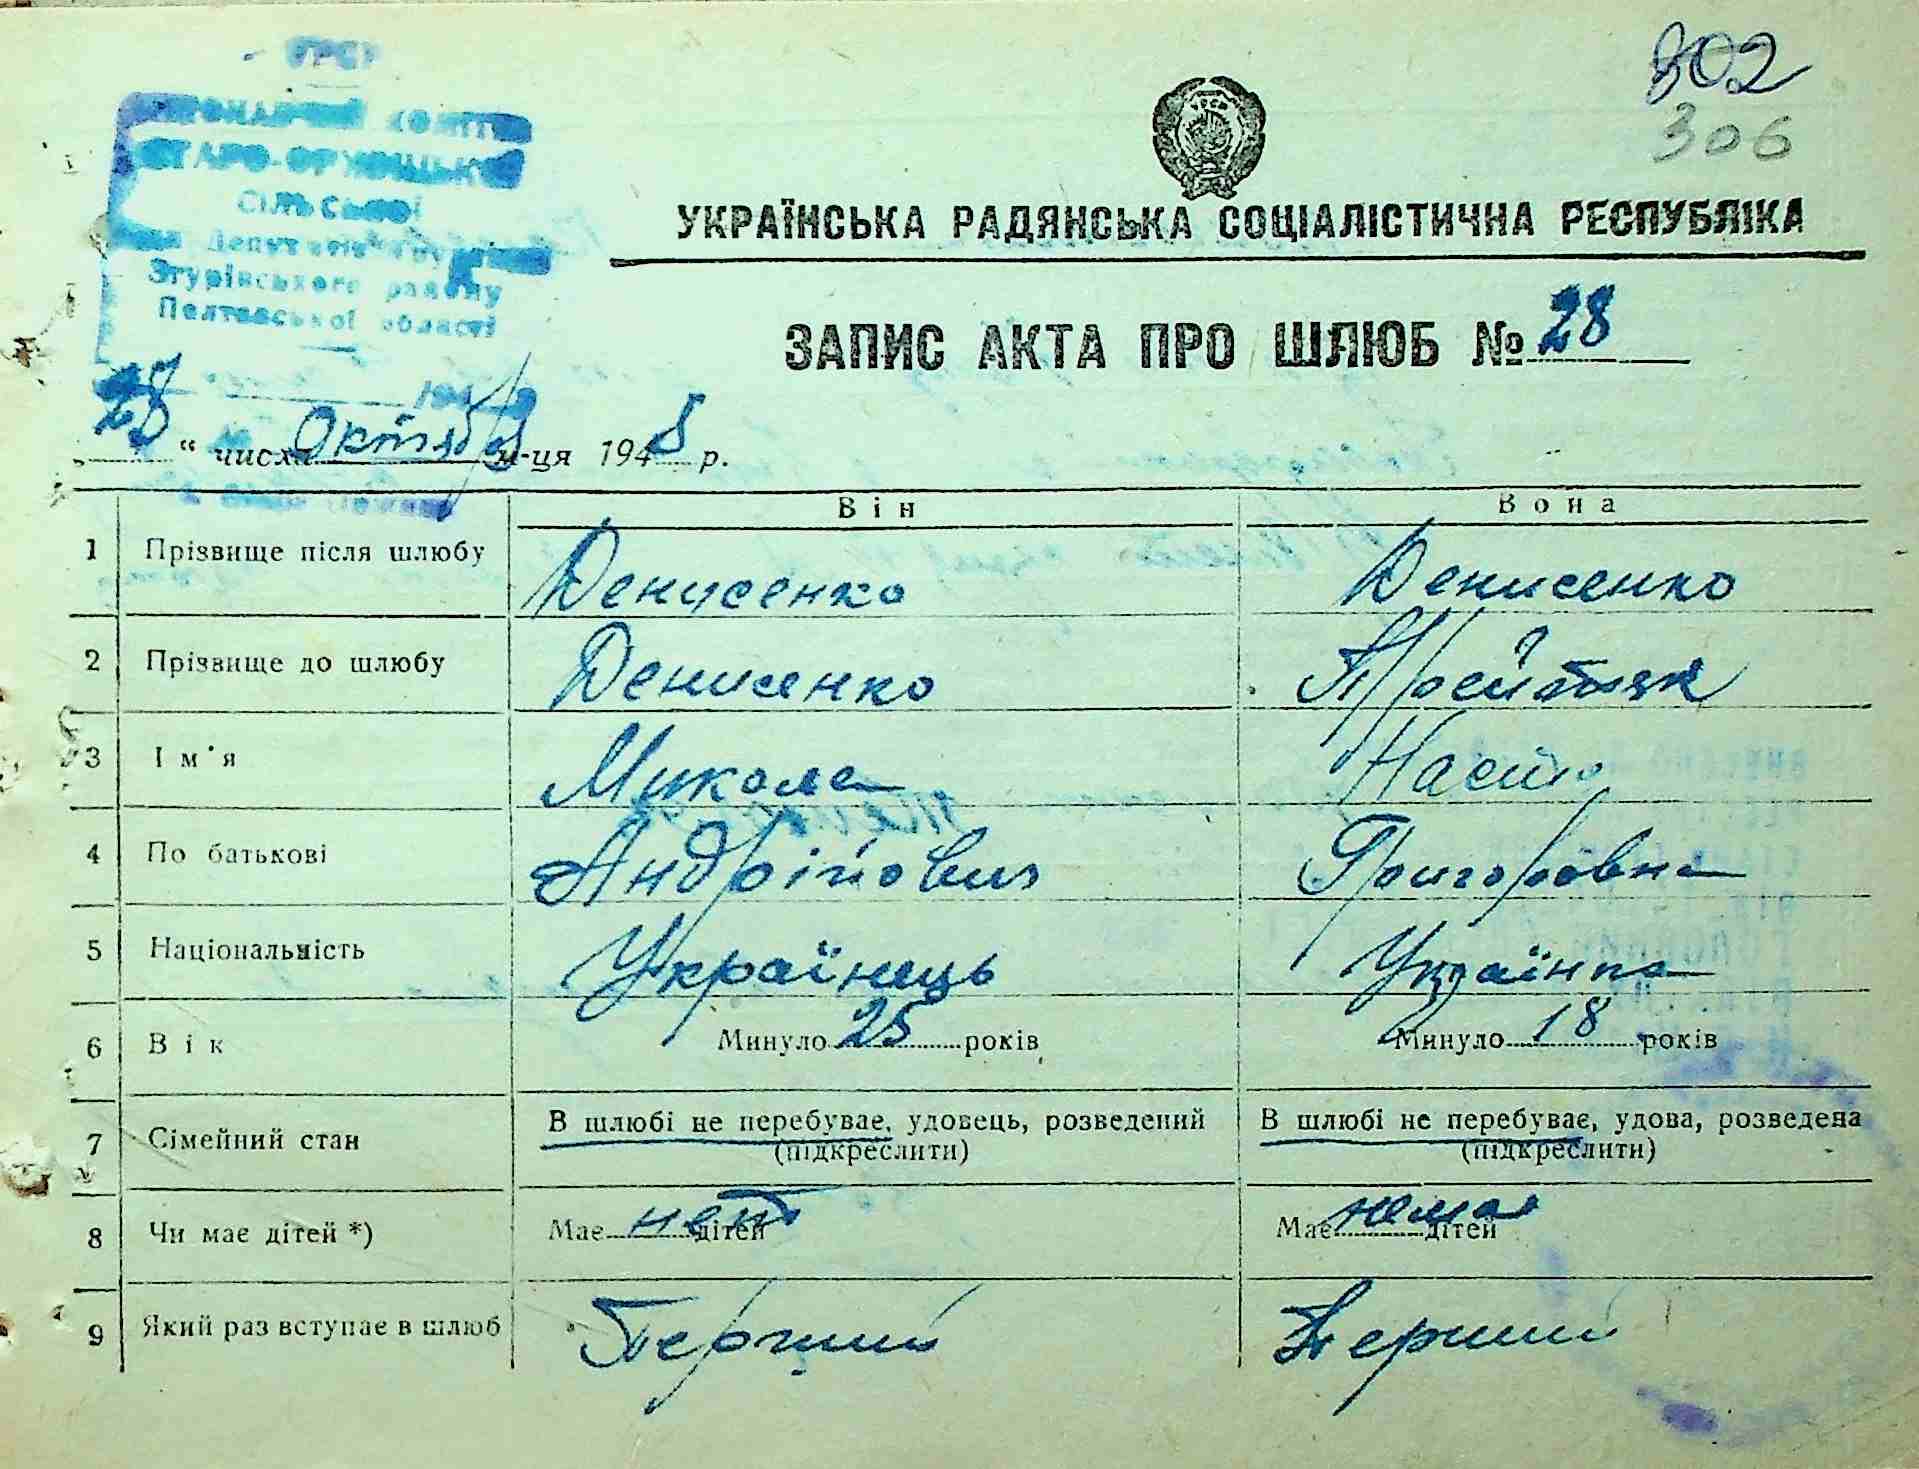 802
306
УРСР
ВИКОНАВЧИЙ КОМІТЕТ
СТАРО-ОРЖИЦЬКОЇ
СІЛЬСЬКОЇ
Ради Депутатів Трудящих
Згурівського району
Полтавської області
УКРАЇНСЬКА РАДЯНСЬКА СОЦІАЛІСТИЧНА РЕСПУБЛІКА
ЗАПИС АКТА ПРО ШЛЮБ № 28
28 “ числа Октября м-ця 1948 р.
Він Вона
1 Прізвище після шлюбу Денисенко Денисенко
2 Прізвище до шлюбу Денисенко
3 Ім'я Микола Настя
4 По батькові Андрійович Григоровна
5 Національність Українець Українка
6 Вік Минуло 25 років Минуло 18 років
7 Сімейний стан В шлюбі не перебуває, удовець, розведений В шлюбі не перебуває, удова, розведена
(підкреслити) (підкреслити)
8 Чи має дітей *) Має нет дітей Має нема дітей
9 Який раз вступає в шлюб Перший Перший